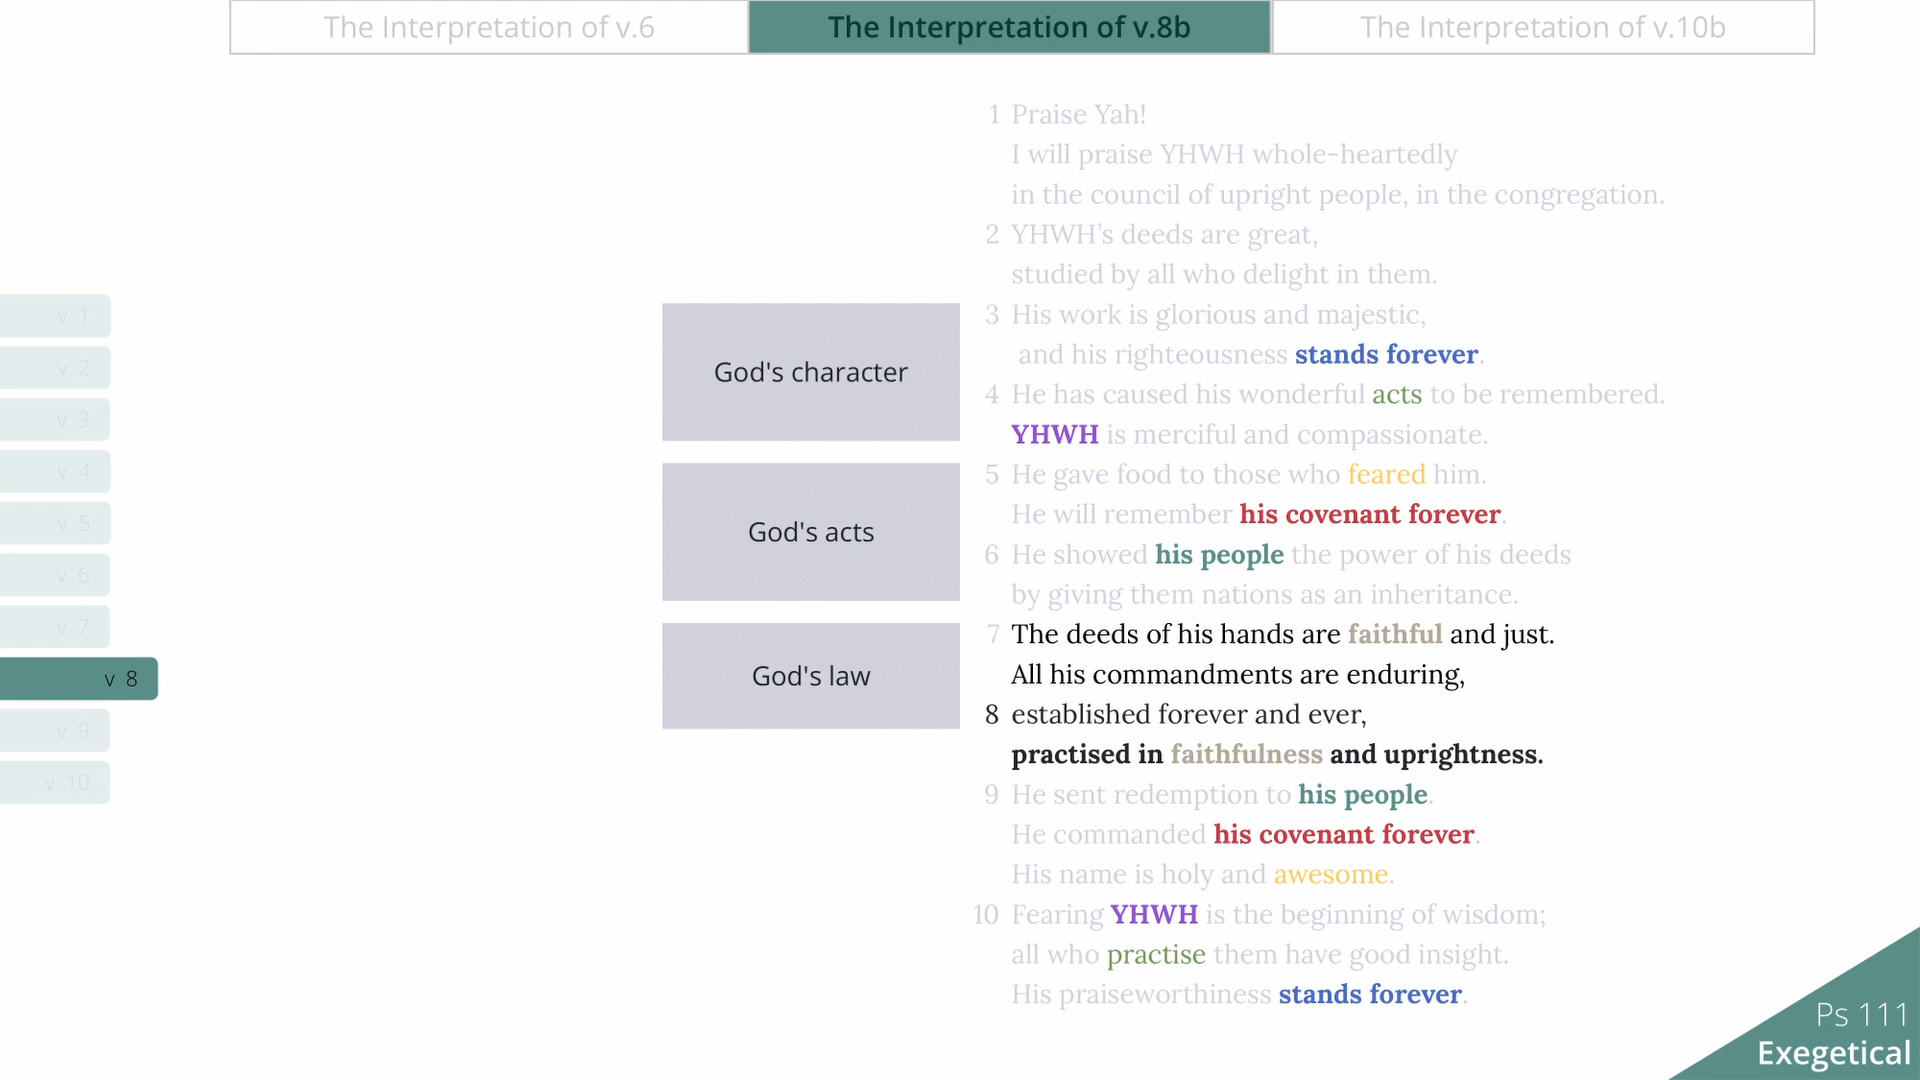 The Interpretation of v.6
The Interpretation of v.8b
The Interpretation of v.10b
v 1
v 2
v 3
v 4
v 5
v 6
v 7
v 8
v 9
v 10
God's character
God's acts
God's law
1 Praise Yah!
I will praise YHWH whole-heartedly
in the council of upright people, in the congregation.
2 YHWH’s deeds are great,
studied by all who delight in them.
3 His work is glorious and majestic,
and his righteousness stands forever.
4 He has caused his wonderful acts to be remembered.
YHWH is merciful and compassionate.
5 He gave food to those who feared him.
He will remember his covenant forever.
6 He showed his people the power of his deeds
by giving them nations as an inheritance.
7 The deeds of his hands are faithful and just.
All his commandments are enduring,
8 established forever and ever,
practised in faithfulness and uprightness.
9 He sent redemption to his people.
He commanded his covenant forever.
His name is holy and awesome.
10 Fearing YHWH is the beginning of wisdom;
all who practise them have good insight.
His praiseworthiness stands forever.
Ps 111
Exegetical